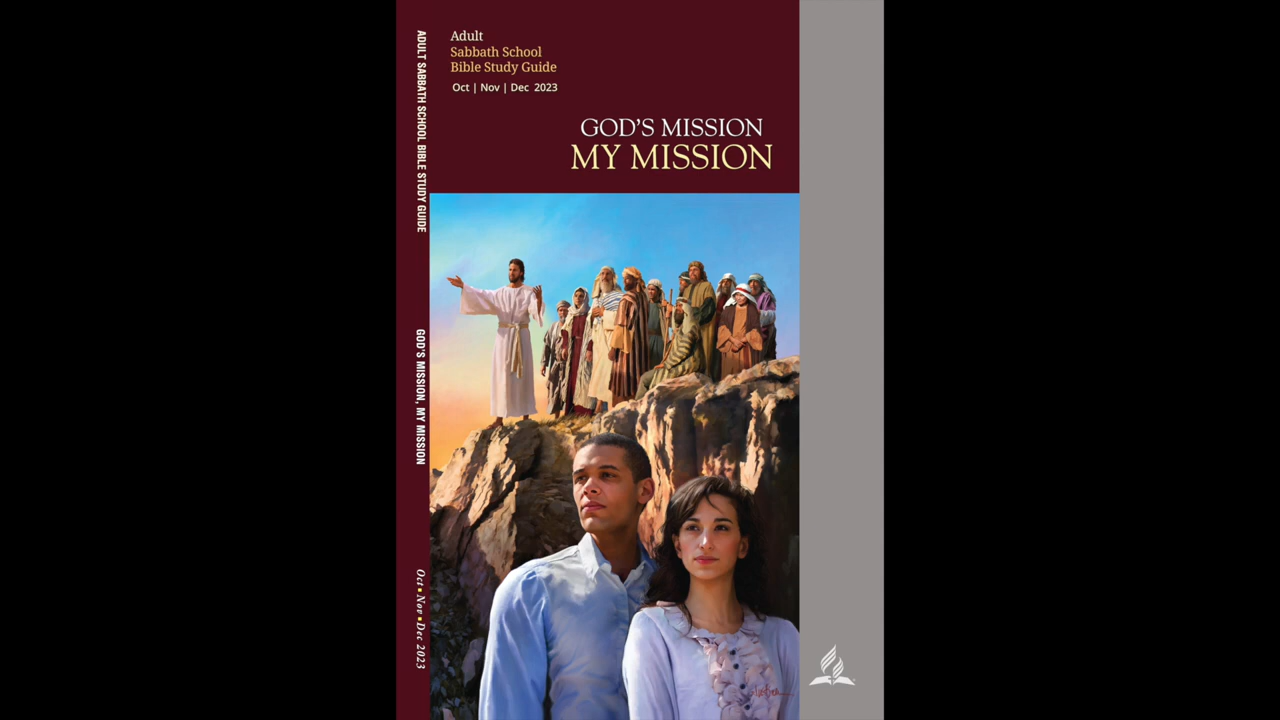 Adult
Sabbath School
Bible Study Guide
Oct | Nov | Dec 2023
GOD'S MISSION
MY MISSION
ADULT SABBATH SCHOOL BIBLE STUDY GUIDE
GOD'S MISSION, MY MISSION
Oct ▪ Nov ▪ Dec 2023